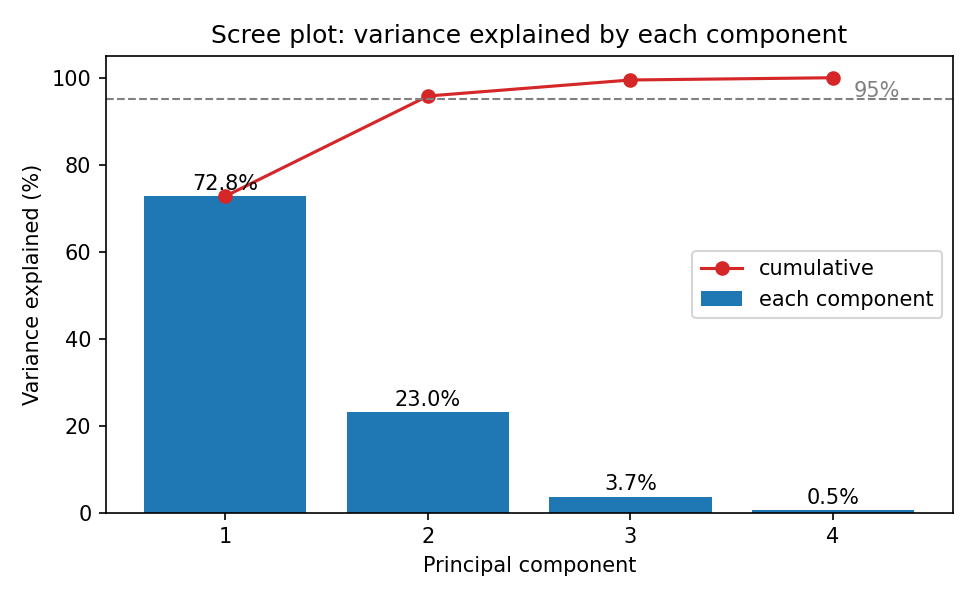 Scree plot: variance explained by each component
100
95%
80
72.8%
60
cumulative
each component
40
23.0%
20
3.7%
0.5%
0
1 2 3 4
Variance explained (%)
Principal component